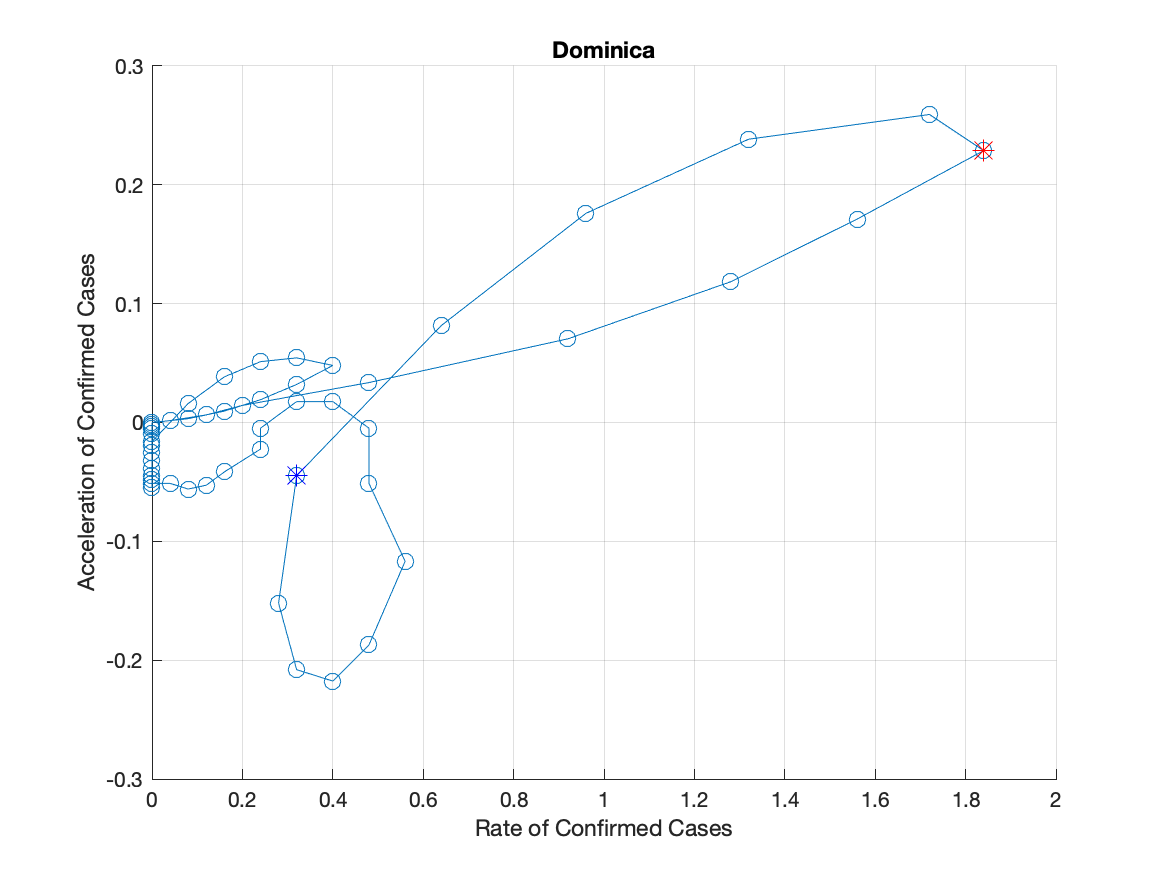 Dominica
0.3
0.2
0.1
0
-0.1
-0.2
-0.3
Acceleration of Confirmed Cases
0 0.2 0.4 0.6 0.8 1 1.2 1.4 1.6 1.8 2
Rate of Confirmed Cases